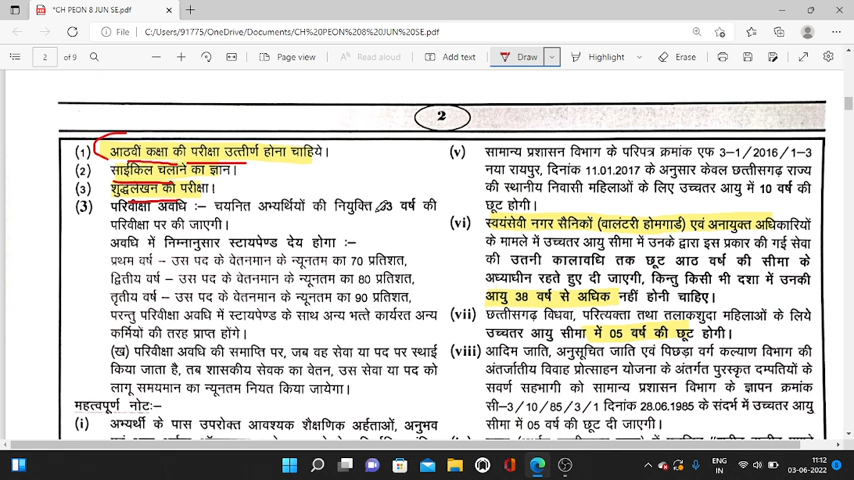 *CH PEON 8 JUN SE.pdf
File
C:/Users/91775/OneDrive/Documents/CH%20PEON%208%20JUN%20SE.pdf
2
of 9
Page view
Read aloud
Add text
Draw
Highlight
Erase
2
(1) आठवीं कक्षा की परीक्षा उत्तीर्ण होना चाहिये।
(2) साईकिल चलाने का ज्ञान।
(3) शुद्धलेखन की परीक्षा।
(3) परिवीक्षा अवधि :– चयनित अभ्यर्थियों की नियुक्ति 03 वर्ष की
परिवीक्षा पर की जाएगी।
अवधि में निम्नानुसार स्टायपेण्ड देय होगा :–
प्रथम वर्ष – उस पद के वेतनमान के न्यूनतम का 70 प्रतिशत,
द्वितीय वर्ष – उस पद के वेतनमान के न्यूनतम का 80 प्रतिशत,
तृतीय वर्ष – उस पद के वेतनमान के न्यूनतम का 90 प्रतिशत,
परन्तु परिवीक्षा अवधि में स्टायपेण्ड के साथ अन्य भत्ते कार्यरत अन्य
कर्मियों की तरह प्राप्त होंगे।
(ख) परिवीक्षा अवधि की समाप्ति पर, जब वह सेवा या पद पर स्थाई
किया जाता है, तब शासकीय सेवक का वेतन, उस सेवा या पद को
लागू समयमान का न्यूनतम नियत किया जायेगा।
महत्वपूर्ण नोटः–
(i) अभ्यर्थी के पास उपरोक्त आवश्यक शैक्षणिक अर्हताओं, अनुभव
(v) सामान्य प्रशासन विभाग के परिपत्र क्रमांक एफ 3–1/2016/1–3
नया रायपुर, दिनांक 11.01.2017 के अनुसार केवल छत्तीसगढ़ राज्य
की स्थानीय निवासी महिलाओं के लिए उच्चतर आयु में 10 वर्ष की
छूट होगी।
(vi) स्वयंसेवी नगर सैनिकों (वालंटरी होमगार्ड) एवं अनायुक्त अधिकारियों
के मामले में उच्चतर आयु सीमा में उनके द्वारा इस प्रकार की गई सेवा
की उतनी कालावधि तक छूट आठ वर्ष की सीमा के
अध्याधीन रहते हुए दी जाएगी, किन्तु किसी भी दशा में उनकी
आयु 38 वर्ष से अधिक नहीं होनी चाहिए।
(vii) छत्तीसगढ़ विधवा, परित्यक्ता तथा तलाकशुदा महिलाओं के लिये
उच्चतर आयु सीमा में 05 वर्ष की छूट होगी।
(viii) आदिम जाति, अनुसूचित जाति एवं पिछड़ा वर्ग कल्याण विभाग की
अंतर्जातीय विवाह प्रोत्साहन योजना के अंतर्गत पुरस्कृत दम्पतियों के
सवर्ण सहभागी को सामान्य प्रशासन विभाग के ज्ञापन क्रमांक
सी–3/10/85/3/1 दिनांक 28.06.1985 के संदर्भ में उच्चतर आयु
सीमा में 05 वर्ष की छूट दी जाएगी।
ENG
IN
11:12
03-06-2022